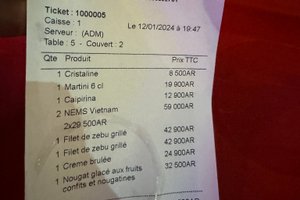 Ticket : 1000005
Caisse : 1
Le 12/01/2024 à 19:47
Serveur : (ADM)
Table : 5 - Couvert : 2
Qte Produit Prix TTC
1 Cristaline 8 500AR
1 Martini 6 cl 19 900AR
1 Caipirina 12 900AR
2 NEMS Vietnam 59 000AR
2x29 500AR
1 Filet de zebu grillé 42 900AR
1 Filet de zebu grillé 42 900AR
1 Creme brulée 24 900AR
1 Nougat glacé aux fruits 32 500AR
confits et nougatines